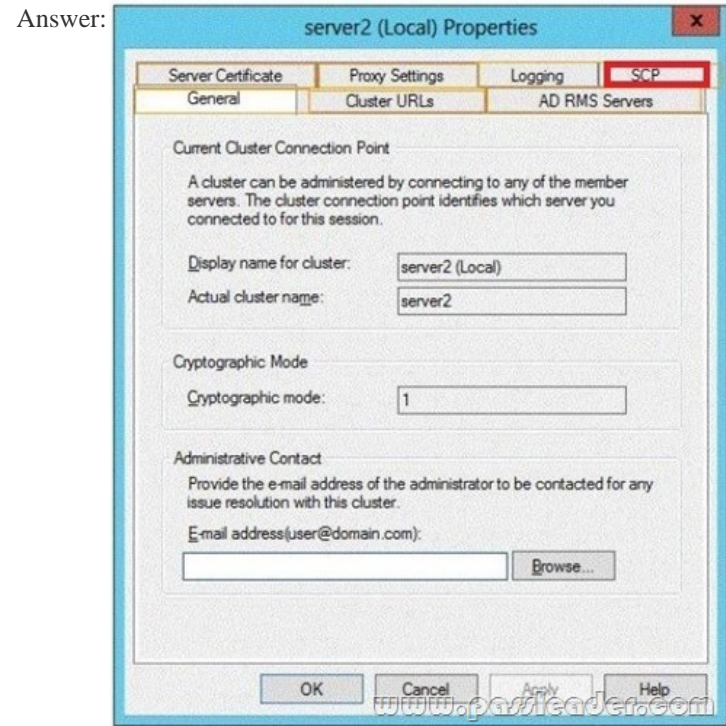 Answer:
server2 (Local) Properties
x
Server Certificate Proxy Settings Logging SCP
General Cluster URLs AD RMS Servers
Current Cluster Connection Point
A cluster can be administered by connecting to any of the member
servers. The cluster connection point identifies which server you
connected to for this session.
Display name for cluster: server2 (Local)
Actual cluster name: server2
Cryptographic Mode
Cryptographic mode: 1
Administrative Contact
Provide the e-mail address of the administrator to be contacted for any
issue resolution with this cluster.
E-mail address(user@domain.com):
Browse...
OK Cancel Apply Help
www.passleader.com